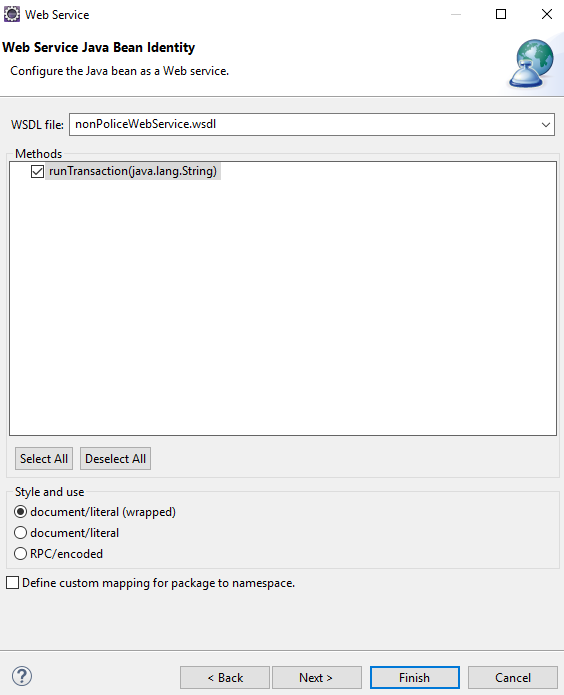 Web Service
Web Service Java Bean Identity
Configure the Java bean as a Web service.
WSDL file: nonPoliceWebService.wsdl
Methods
runTransaction(java.lang.String)
Select All Deselect All
Style and use
document/literal (wrapped)
document/literal
RPC/encoded
Define custom mapping for package to namespace.
? < Back Next > Finish Cancel